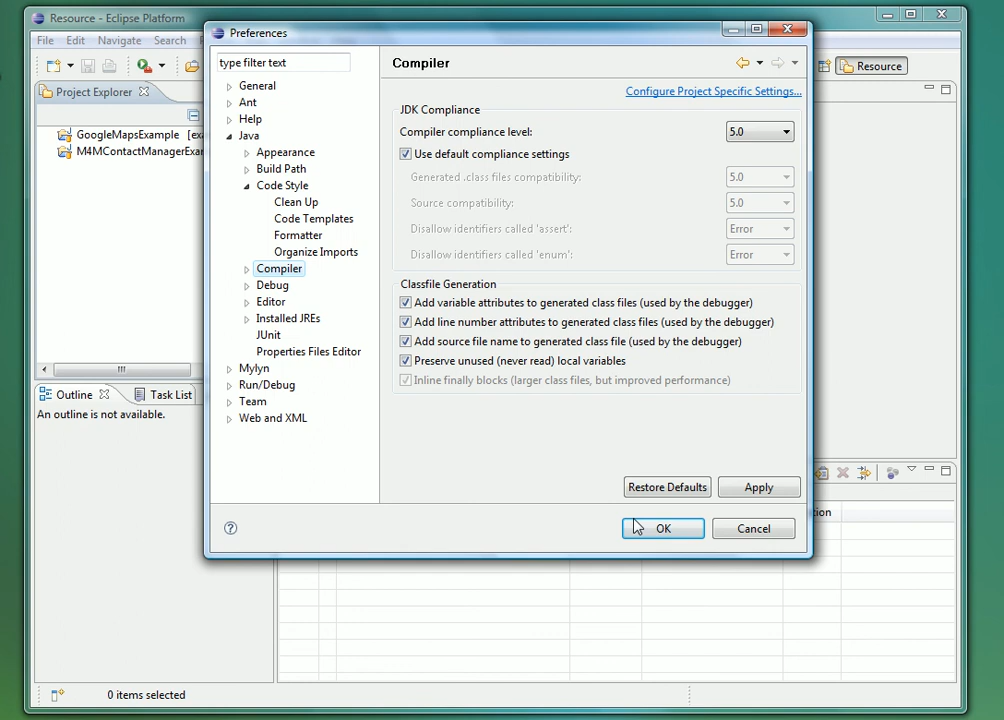 Resource - Eclipse Platform
File Edit Navigate Search
Resource
Project Explorer
GoogleMapsExample [exa
M4MContactManagerExa
Outline Task List
An outline is not available.
tion
0 items selected
Preferences
type filter text
General
Ant
Help
Java
Appearance
Build Path
Code Style
Clean Up
Code Templates
Formatter
Organize Imports
Compiler
Debug
Editor
Installed JREs
JUnit
Properties Files Editor
Mylyn
Run/Debug
Team
Web and XML
Compiler
Configure Project Specific Settings...
JDK Compliance
Compiler compliance level: 5.0
Use default compliance settings
Generated .class files compatibility: 5.0
Source compatibility: 5.0
Disallow identifiers called 'assert': Error
Disallow identifiers called 'enum': Error
Classfile Generation
Add variable attributes to generated class files (used by the debugger)
Add line number attributes to generated class files (used by the debugger)
Add source file name to generated class file (used by the debugger)
Preserve unused (never read) local variables
Inline finally blocks (larger class files, but improved performance)
Restore Defaults Apply
OK Cancel